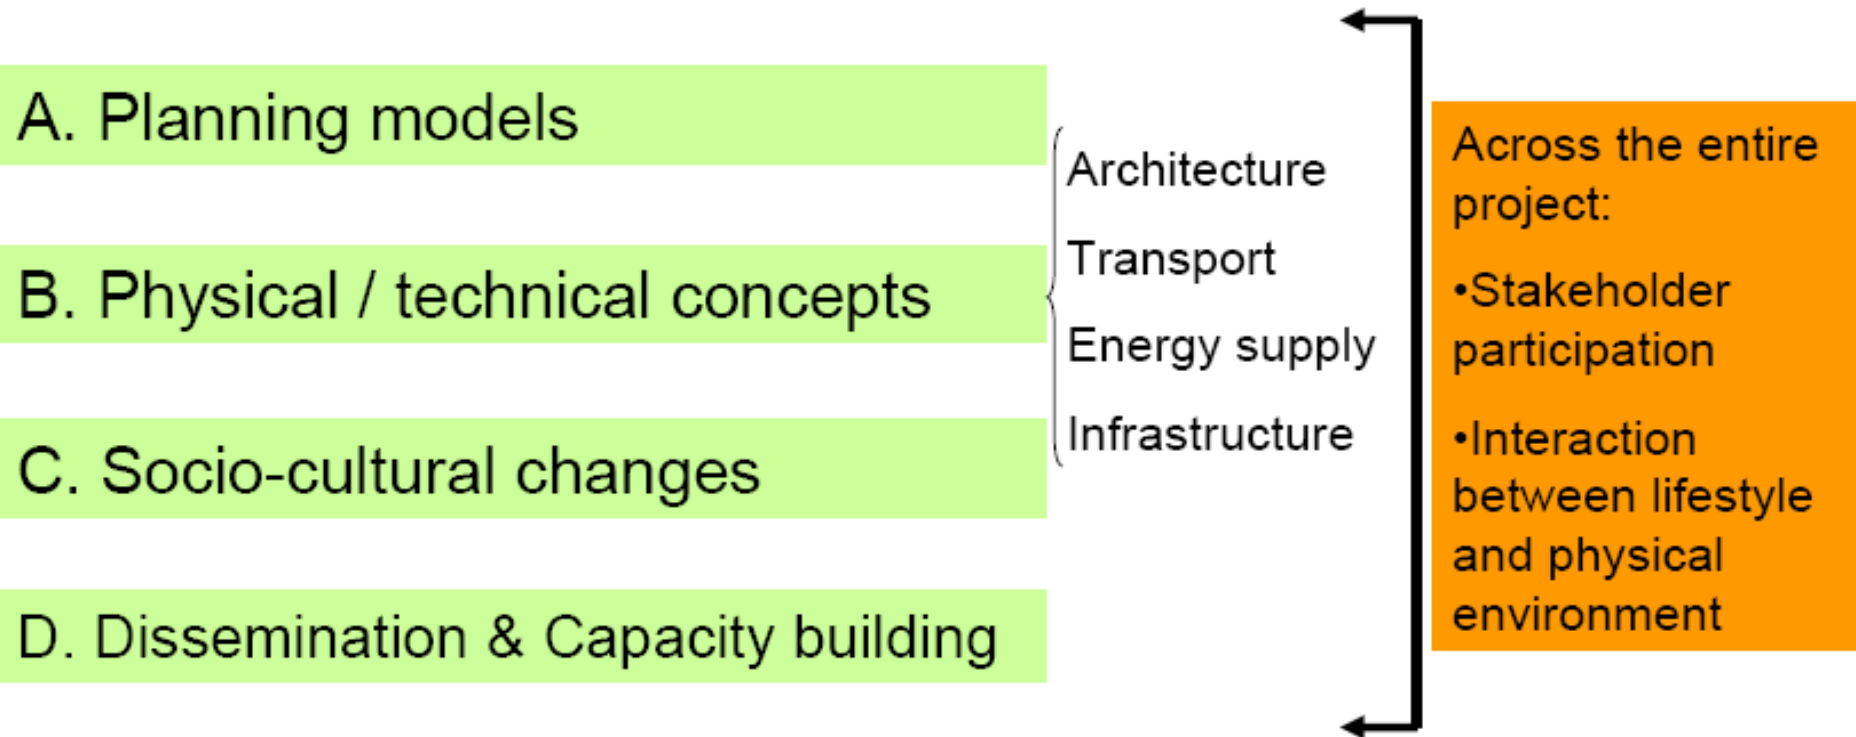 A. Planning models
B. Physical / technical concepts
C. Socio-cultural changes
D. Dissemination & Capacity building
Architecture
Transport
Energy supply
Infrastructure
Across the entire
project:
•Stakeholder
participation
•Interaction
between lifestyle
and physical
environment